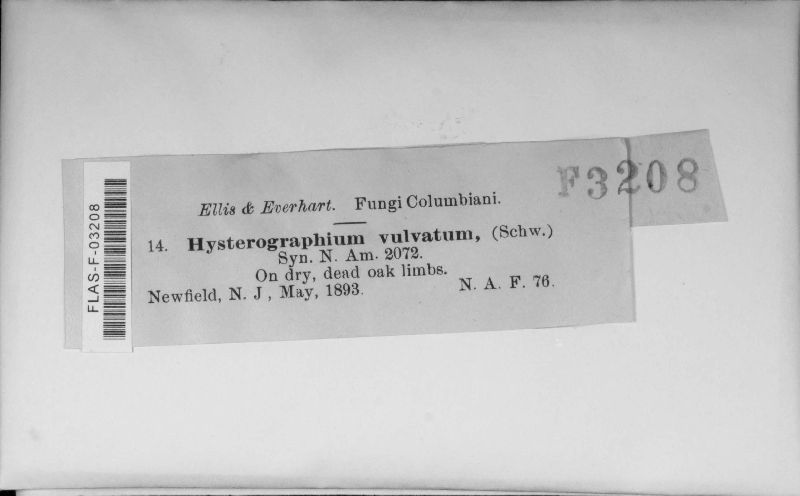 F3208
Ellis & Everhart. Fungi Columbiani.
14. Hysterographium vulvatum, (Schw.)
Syn. N. Am. 2072.
On dry, dead oak limbs.
Newfield, N. J, May, 1893. N. A. F. 76.
FLAS-F-03208